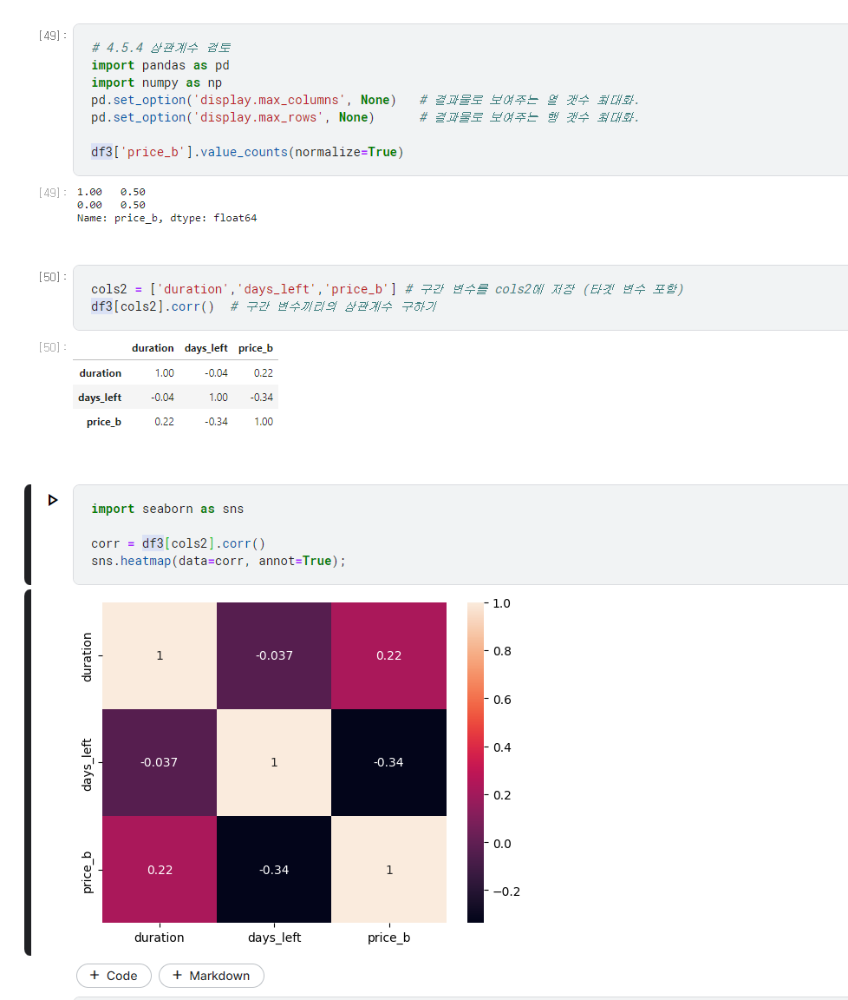 [49]:
# 4.5.4 상관계수 검토
import pandas as pd
import numpy as np
pd.set_option('display.max_columns', None)   # 결과물로 보여주는 열 갯수 최대화.
pd.set_option('display.max_rows', None)      # 결과물로 보여주는 행 갯수 최대화.
df3['price_b'].value_counts(normalize=True)
[49]:
1.00   0.50
0.00   0.50
Name: price_b, dtype: float64
[50]:
cols2 = ['duration','days_left','price_b'] # 구간 변수를 cols2에 저장 (타겟 변수 포함)
df3[cols2].corr()  # 구간 변수끼리의 상관계수 구하기
[50]:
duration days_left price_b
duration 1.00 -0.04 0.22
days_left -0.04 1.00 -0.34
price_b 0.22 -0.34 1.00
import seaborn as sns
corr = df3[cols2].corr()
sns.heatmap(data=corr, annot=True);
duration 1 -0.037 0.22
days_left -0.037 1 -0.34
price_b 0.22 -0.34 1
duration days_left price_b
1.0
0.8
0.6
0.4
0.2
0.0
−0.2
+ Code + Markdown